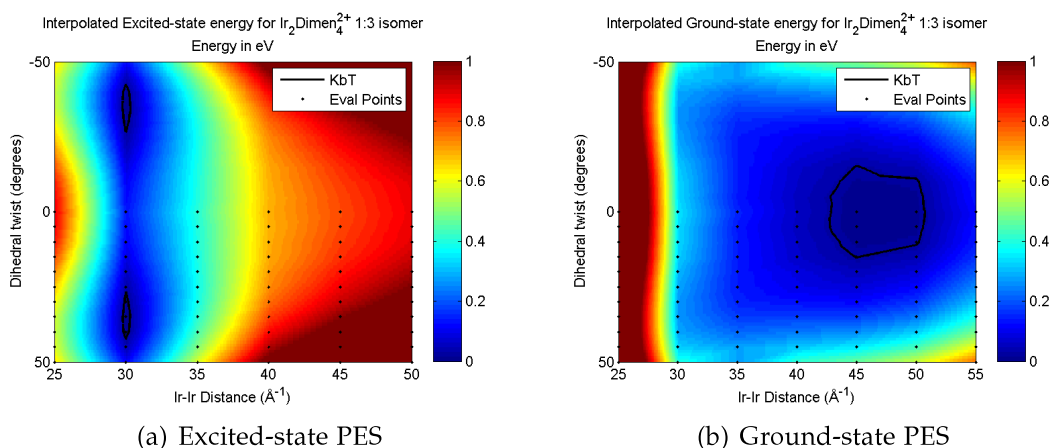 Interpolated Excited-state energy for Ir₂Dimen₄²⁺ 1:3 isomer
Energy in eV
KbT
Eval Points
-50
0
50
Dihedral twist (degrees)
25 30 35 40 45 50
Ir-Ir Distance (Å⁻¹)
1
0.8
0.6
0.4
0.2
0
(a) Excited-state PES
Interpolated Ground-state energy for Ir₂Dimen₄²⁺ 1:3 isomer
Energy in eV
KbT
Eval Points
-50
0
50
Dihedral twist (degrees)
25 30 35 40 45 50 55
Ir-Ir Distance (Å⁻¹)
1
0.8
0.6
0.4
0.2
0
(b) Ground-state PES